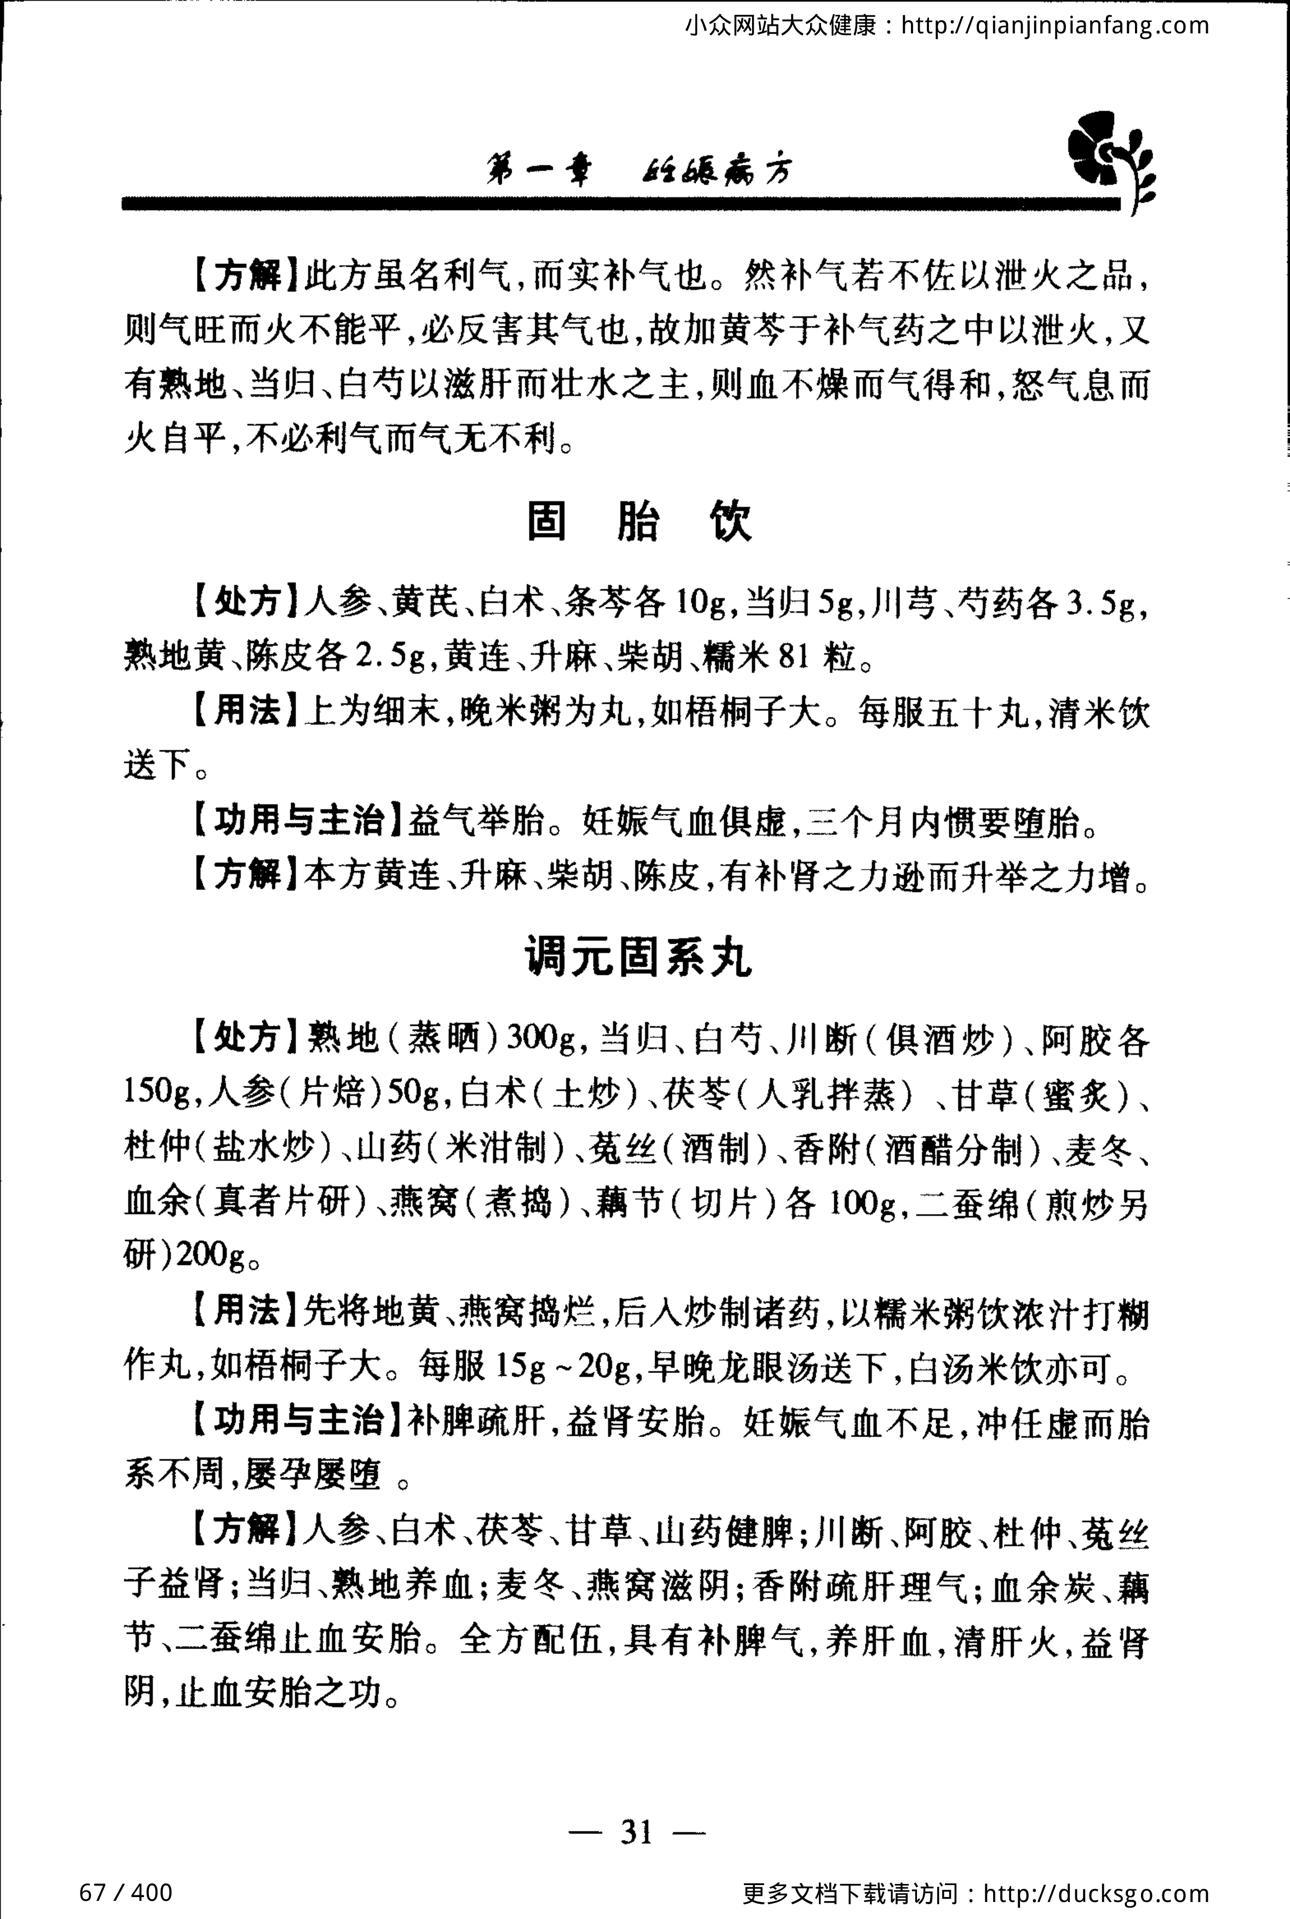 小众网站大众健康：http://qianjinpianfang.com
第一章 妊娠病方
【方解】此方虽名利气,而实补气也。然补气若不佐以泄火之品,
则气旺而火不能平,必反害其气也,故加黄芩于补气药之中以泄火,又
有熟地、当归、白芍以滋肝而壮水之主,则血不燥而气得和,怒气息而
火自平,不必利气而气无不利。
固 胎 饮
【处方】人参、黄芪、白术、条芩各10g,当归5g,川芎、芍药各3.5g,
熟地黄、陈皮各2.5g,黄连、升麻、柴胡、糯米81粒。
【用法】上为细末,晚米粥为丸,如梧桐子大。每服五十丸,清米饮
送下。
【功用与主治】益气举胎。妊娠气血俱虚,三个月内惯要堕胎。
【方解】本方黄连、升麻、柴胡、陈皮,有补肾之力逊而升举之力增。
调元固系丸
【处方】熟地(蒸晒)300g,当归、白芍、川断(俱酒炒)、阿胶各
150g,人参(片焙)50g,白术(土炒)、茯苓(人乳拌蒸)、甘草(蜜炙)、
杜仲(盐水炒)、山药(米泔制)、菟丝(酒制)、香附(酒醋分制)、麦冬、
血余(真者片研)、燕窝(煮捣)、藕节(切片)各100g,二蚕绵(煎炒另
研)200g。
【用法】先将地黄、燕窝捣烂,后入炒制诸药,以糯米粥饮浓汁打糊
作丸,如梧桐子大。每服15g~20g,早晚龙眼汤送下,白汤米饮亦可。
【功用与主治】补脾疏肝,益肾安胎。妊娠气血不足,冲任虚而胎
系不周,屡孕屡堕。
【方解】人参、白术、茯苓、甘草、山药健脾;川断、阿胶、杜仲、菟丝
子益肾;当归、熟地养血;麦冬、燕窝滋阴;香附疏肝理气;血余炭、藕
节、二蚕绵止血安胎。全方配伍,具有补脾气,养肝血,清肝火,益肾
阴,止血安胎之功。
— 31 —
67 / 400
更多文档下载请访问：http://ducksgo.com